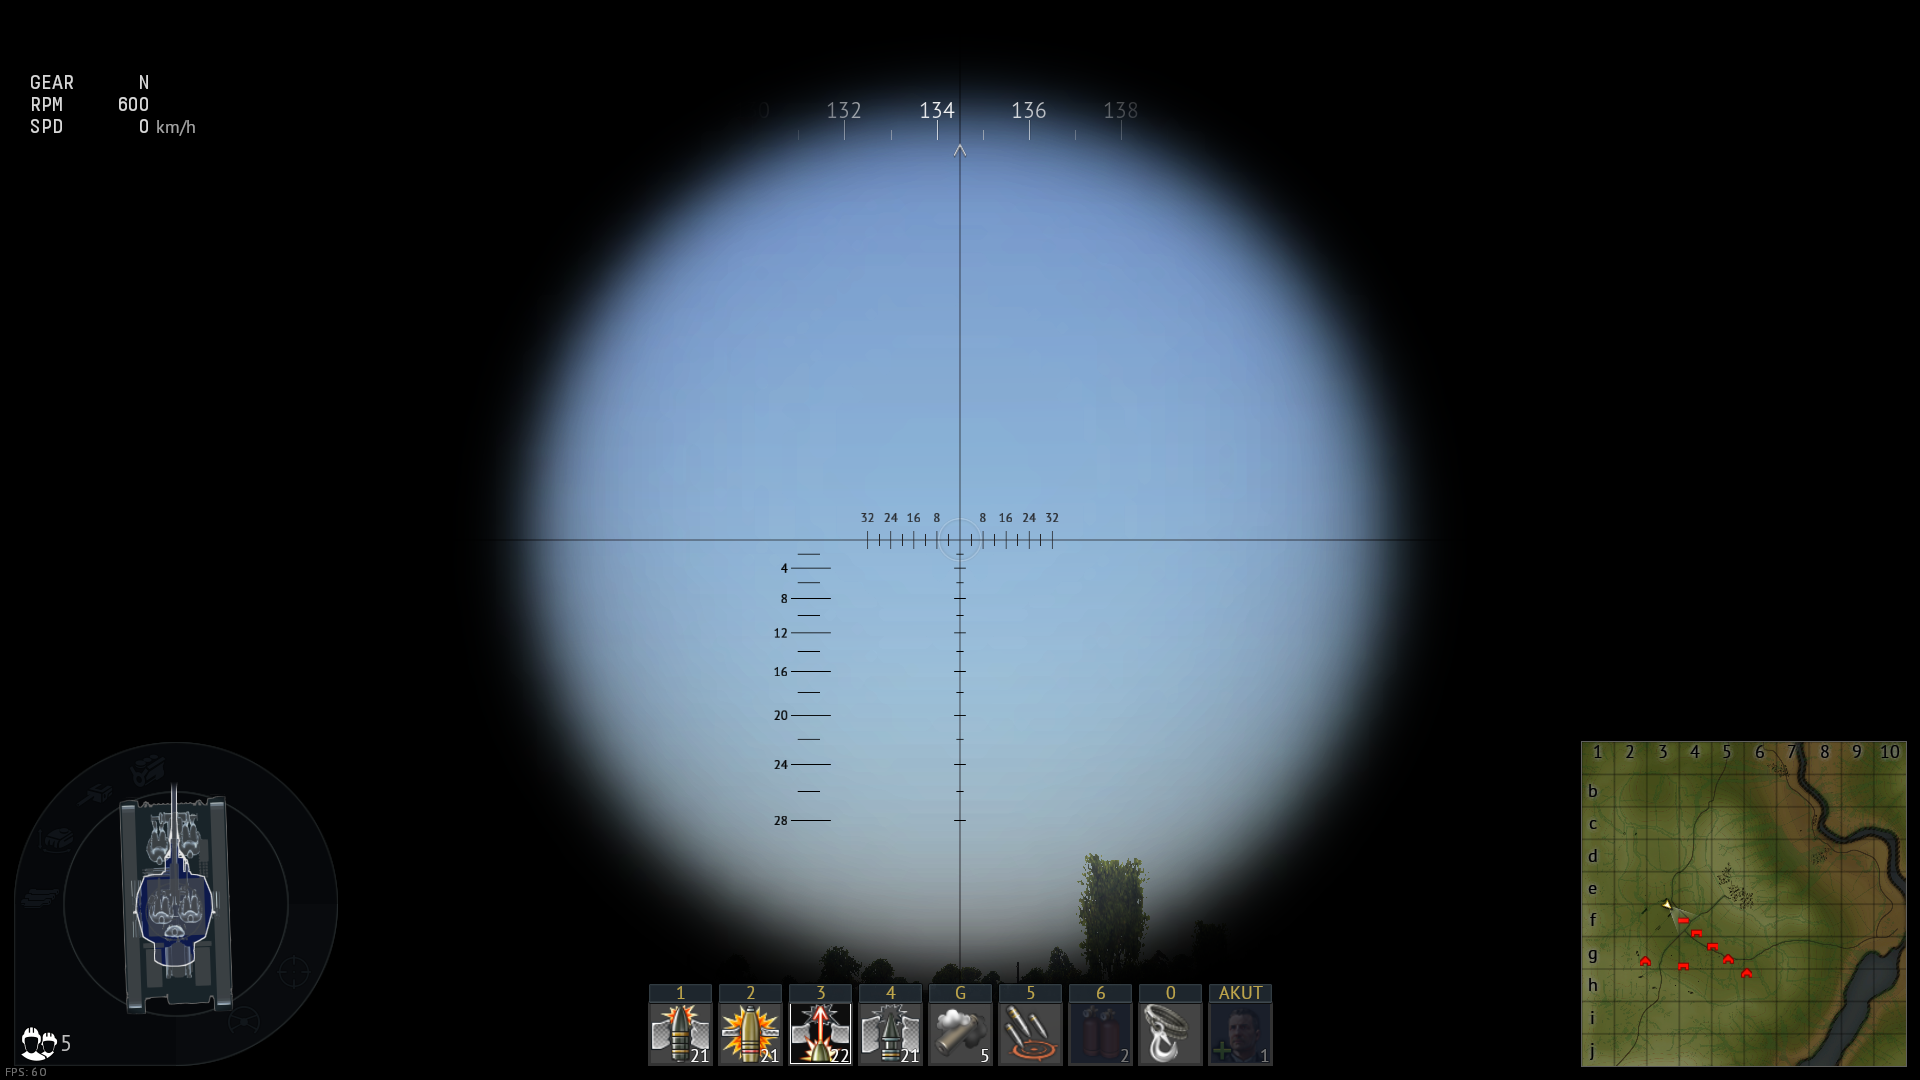 GEAR N
RPM 600
SPD 0 km/h
0 132 134 136 138
32 24 16 8 8 16 24 32
4
8
12
16
20
24
28
1 2 3 4 5 6 7 8 9 10
b
c
d
e
f
g
h
i
j
1 2 3 4 G 5 6 0 AKUT
21 21 22 21 5 2 1
5
FPS: 60